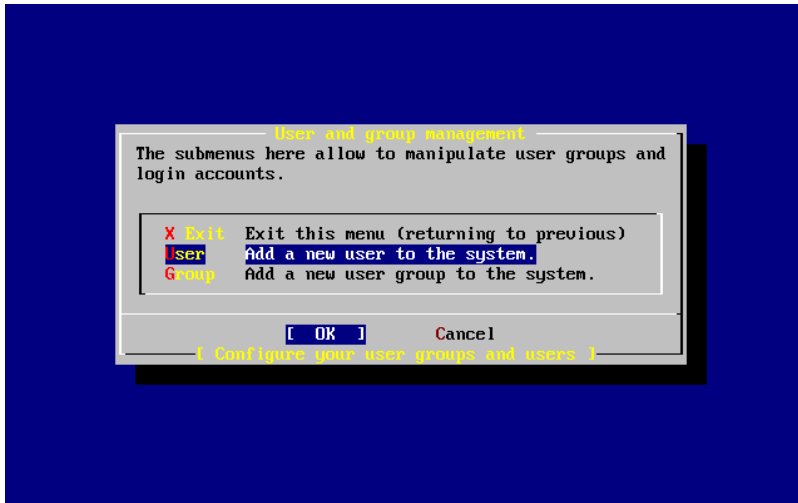 User and group management
The submenus here allow to manipulate user groups and
login accounts.
X Exit Exit this menu (returning to previous)
User Add a new user to the system.
Group Add a new user group to the system.
[ OK ] Cancel
[ Configure your user groups and users ]